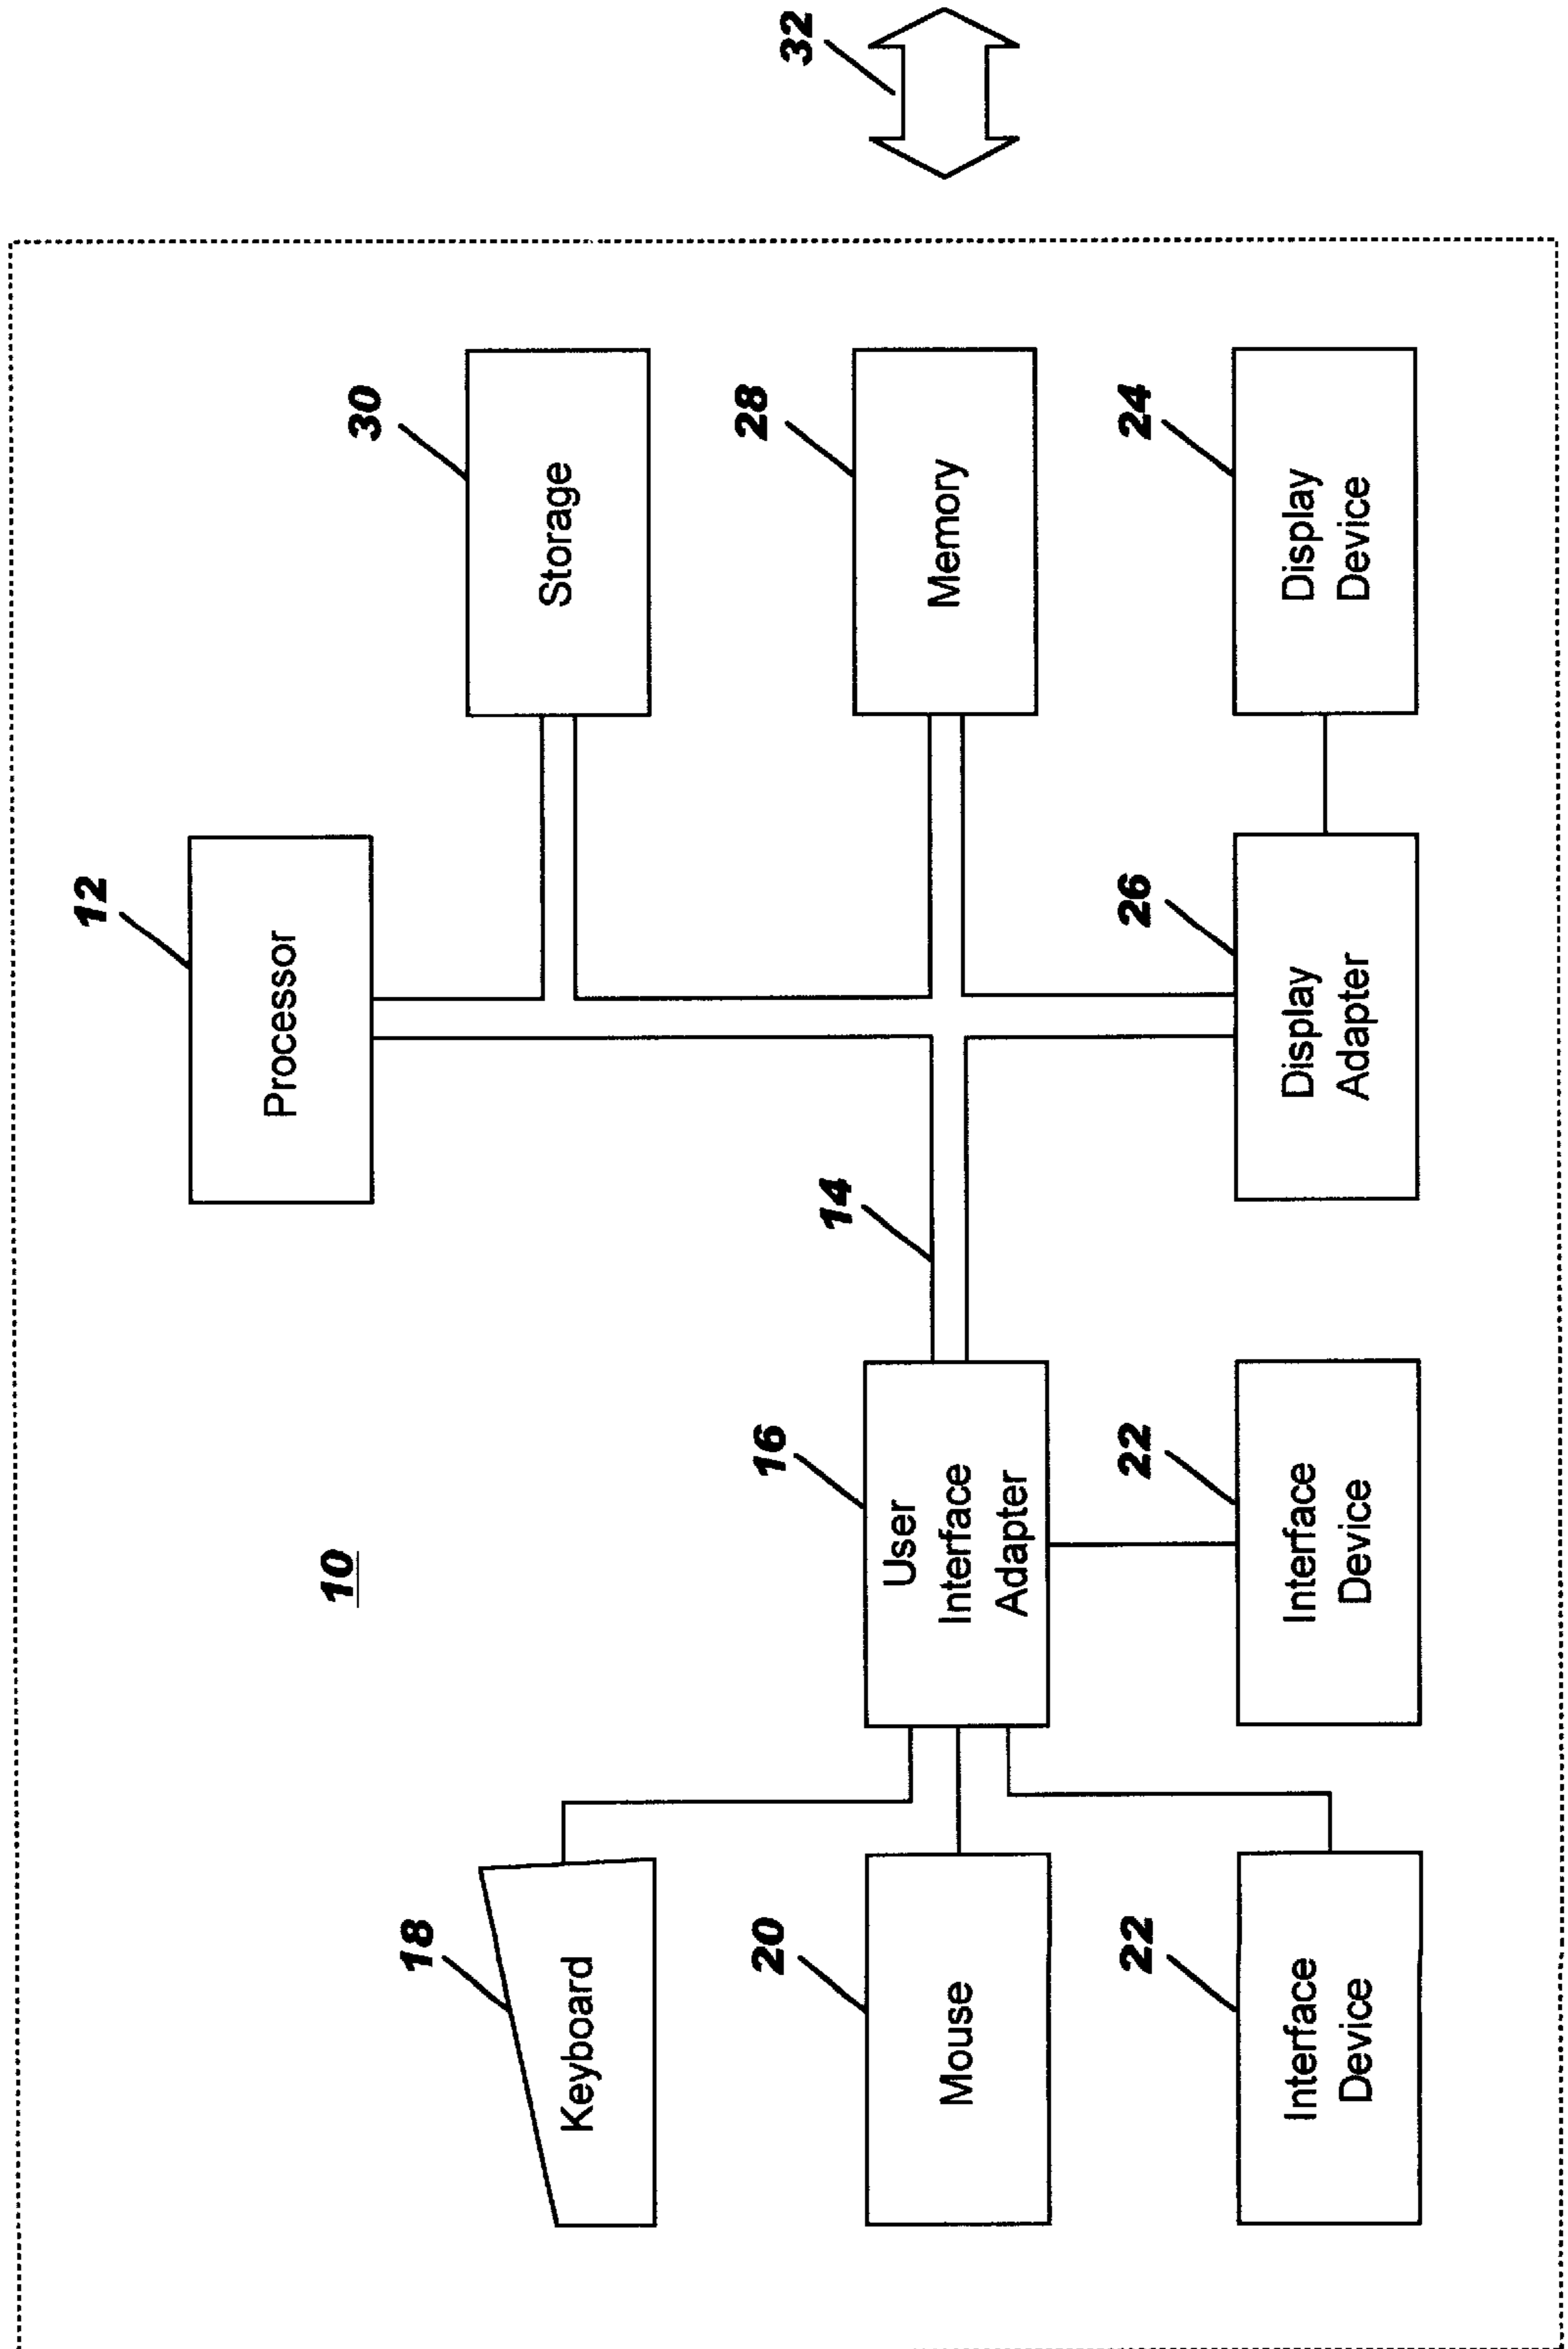 10
12
Processor
30
Storage
32
18
Keyboard
14
16
User
Interface
Adapter
28
Memory
20
Mouse
22
Interface
Device
22
Interface
Device
26
Display
Adapter
24
Display
Device